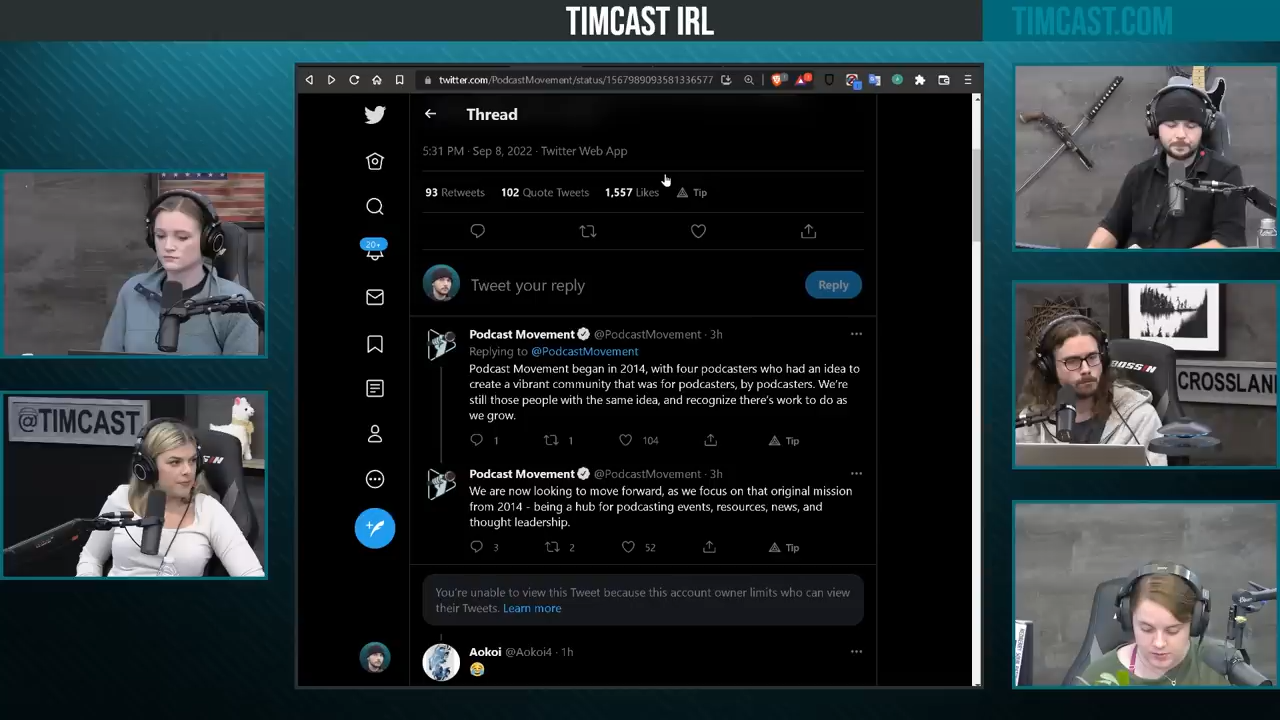 TIMCAST IRL
TIMCAST.COM
twitter.com/PodcastMovement/status/1567989093581336577
Thread
5:31 PM · Sep 8, 2022 · Twitter Web App
93 Retweets 102 Quote Tweets 1,557 Likes Tip
20+
Tweet your reply
Reply
Podcast Movement @PodcastMovement · 3h
Replying to @PodcastMovement
Podcast Movement began in 2014, with four podcasters who had an idea to
create a vibrant community that was for podcasters, by podcasters. We're
still those people with the same idea, and recognize there's work to do as
we grow.
1 1 104 Tip
Podcast Movement @PodcastMovement · 3h
We are now looking to move forward, as we focus on that original mission
from 2014 - being a hub for podcasting events, resources, news, and
thought leadership.
3 2 52 Tip
You're unable to view this Tweet because this account owner limits who can view
their Tweets. Learn more
Aokoi @Aokoi4 · 1h
@TIMCAST
CROSSLAN